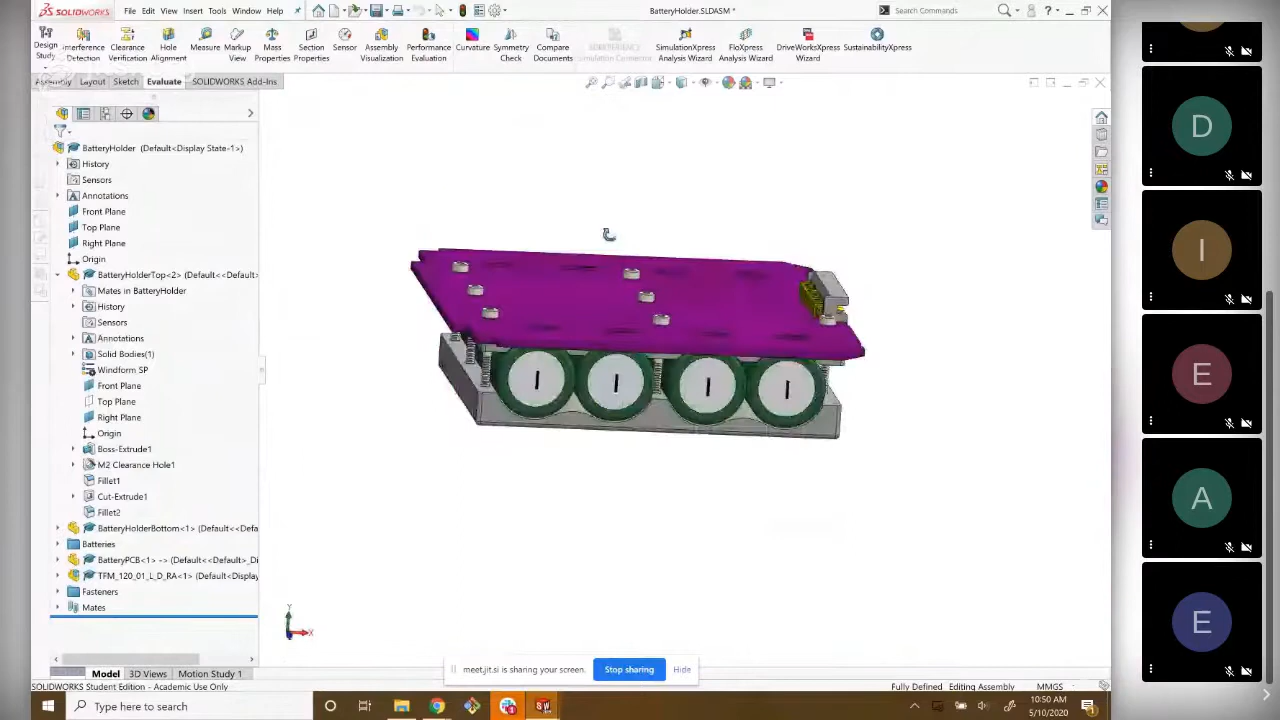 SOLIDWORKS File Edit View Insert Tools Window Help BatteryHolder.SLDASM * Search Commands
Design Study Interference Detection Clearance Verification Hole Alignment Measure Markup View Mass Properties Section Properties Sensor Assembly Visualization Performance Evaluation Curvature Symmetry Check Compare Documents SimulationXpress Analysis Wizard FloXpress Analysis Wizard DriveWorksXpress Wizard SustainabilityXpress
Assembly Layout Sketch Evaluate SOLIDWORKS Add-Ins
BatteryHolder (Default<Display State-1>)
History
Sensors
Annotations
Front Plane
Top Plane
Right Plane
Origin
BatteryHolderTop<2> (Default<<Default>
Mates in BatteryHolder
History
Sensors
Annotations
Solid Bodies(1)
Windform SP
Front Plane
Top Plane
Right Plane
Origin
Boss-Extrude1
M2 Clearance Hole1
Fillet1
Cut-Extrude1
Fillet2
BatteryHolderBottom<1> (Default<<Defa
Batteries
BatteryPCB<1> -> (Default<<Default>_Di
TFM_120_01_L_D_RA<1> (Default<Display
Fasteners
Mates
Y
X
meet.jit.si is sharing your screen. Stop sharing Hide
Model 3D Views Motion Study 1
SOLIDWORKS Student Edition - Academic Use Only Fully Defined Editing Assembly MMGS
Type here to search
10:50 AM
5/10/2020
D
I
E
A
E